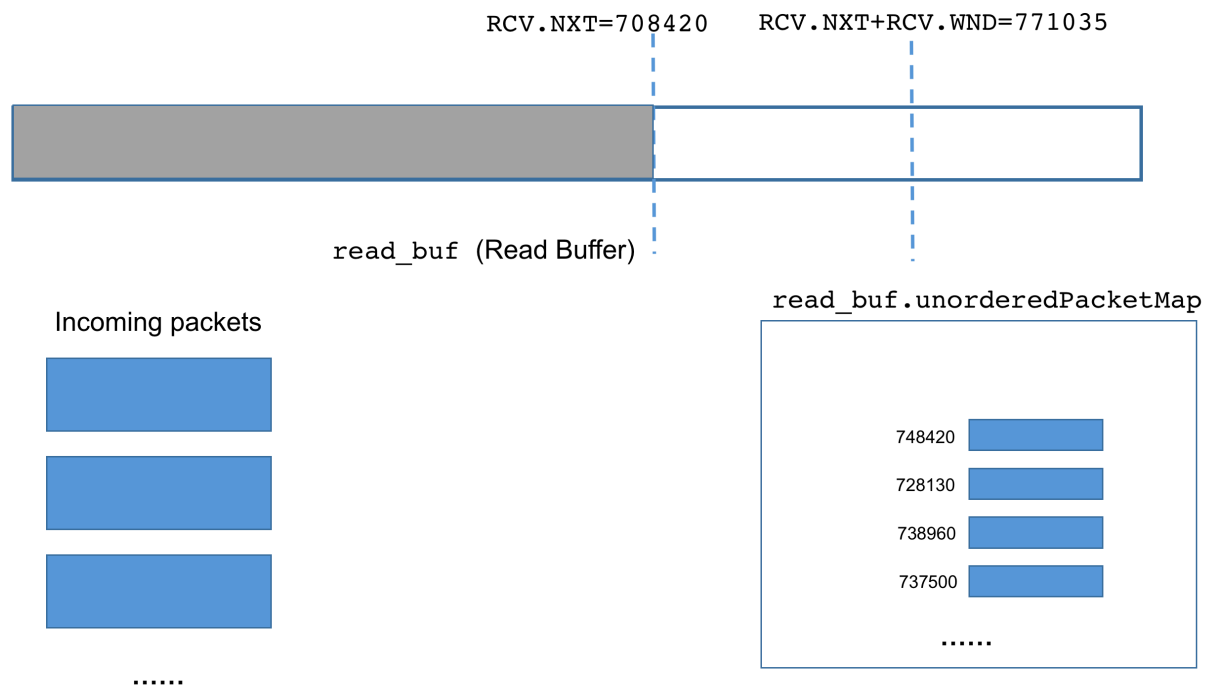 RCV.NXT=708420
RCV.NXT+RCV.WND=771035
read_buf (Read Buffer)
read_buf.unorderedPacketMap
Incoming packets
748420
728130
738960
737500
......
......